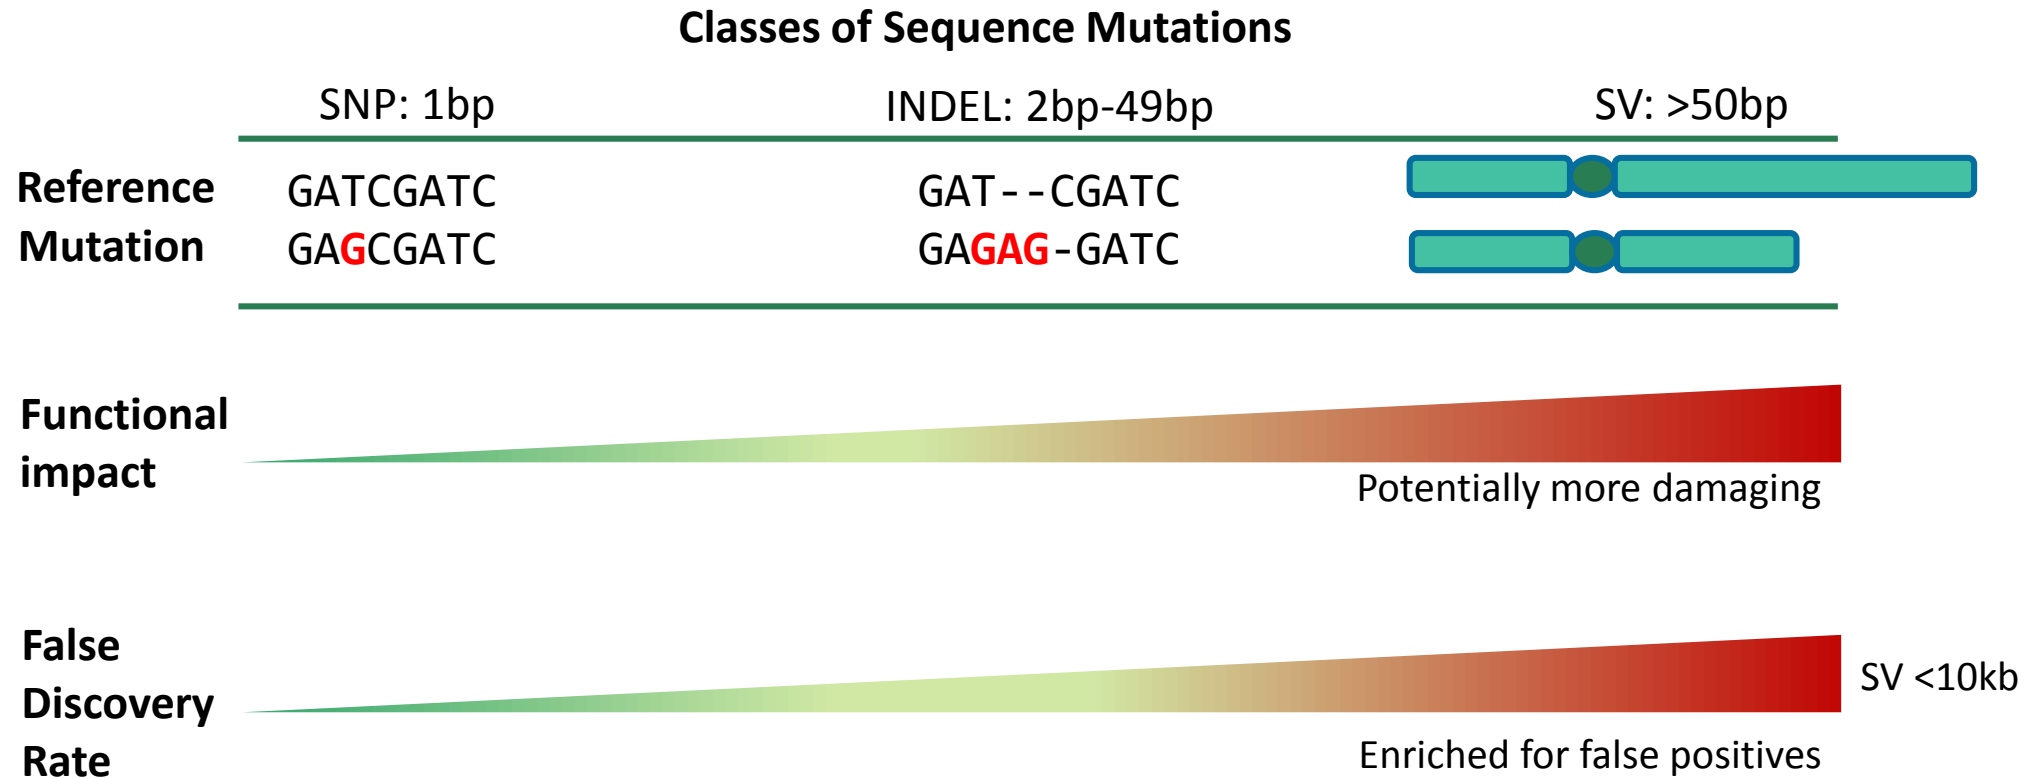 Classes of Sequence Mutations
SNP: 1bp
INDEL: 2bp-49bp
SV: >50bp
Reference
GATCGATC
GAT--CGATC
Mutation
GAGCGATC
GAGAG-GATC
Functional
impact
Potentially more damaging
False
Discovery
Rate
SV <10kb
Enriched for false positives